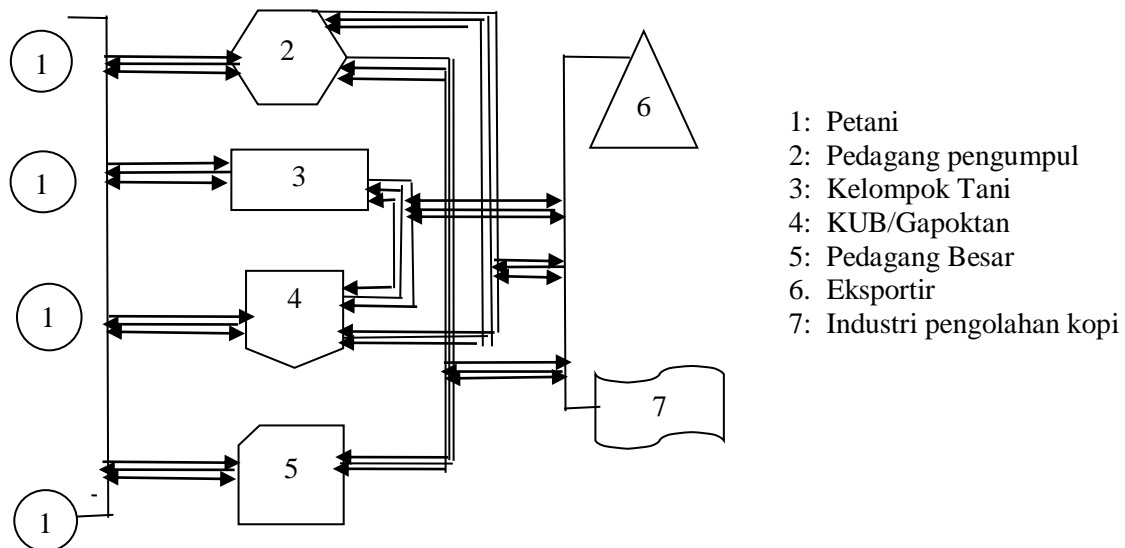 1
2
6
1
3
1
4
7
5
1
-
1: Petani
2: Pedagang pengumpul
3: Kelompok Tani
4: KUB/Gapoktan
5: Pedagang Besar
6. Eksportir
7: Industri pengolahan kopi